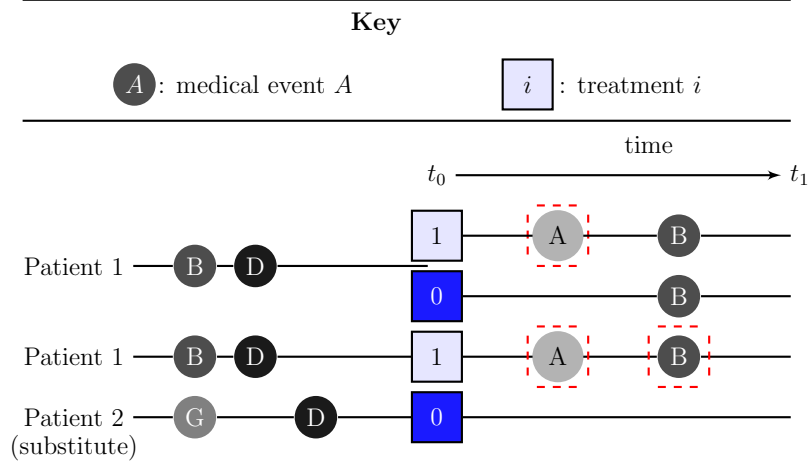 Key
A : medical event A
i : treatment i
time
t0 t1
1 A B
Patient 1 B D
0 B
Patient 1 B D 1 A B
Patient 2 G D 0
(substitute)